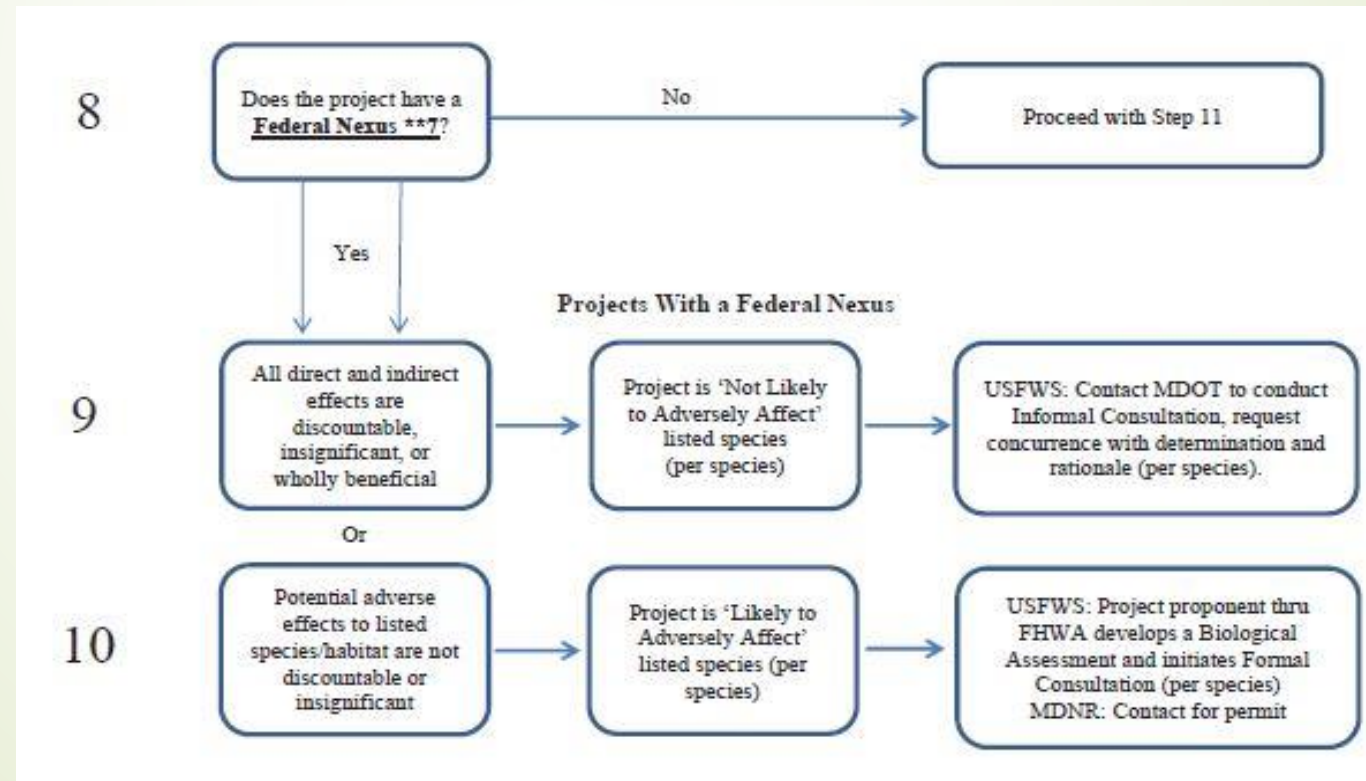 8
Does the project have a
Federal Nexus **7?
No
Proceed with Step 11
Yes
Projects With a Federal Nexus
9
All direct and indirect
effects are
discountable,
insignificant, or
wholly beneficial
Project is ‘Not Likely
to Adversely Affect’
listed species
(per species)
USFWS: Contact MDOT to conduct
Informal Consultation, request
concurrence with determination and
rationale (per species).
Or
10
Potential adverse
effects to listed
species/habitat are not
discountable or
insignificant
Project is ‘Likely to
Adversely Affect’
listed species (per
species)
USFWS: Project proponent thru
FHWA develops a Biological
Assessment and initiates Formal
Consultation (per species)
MDNR: Contact for permit